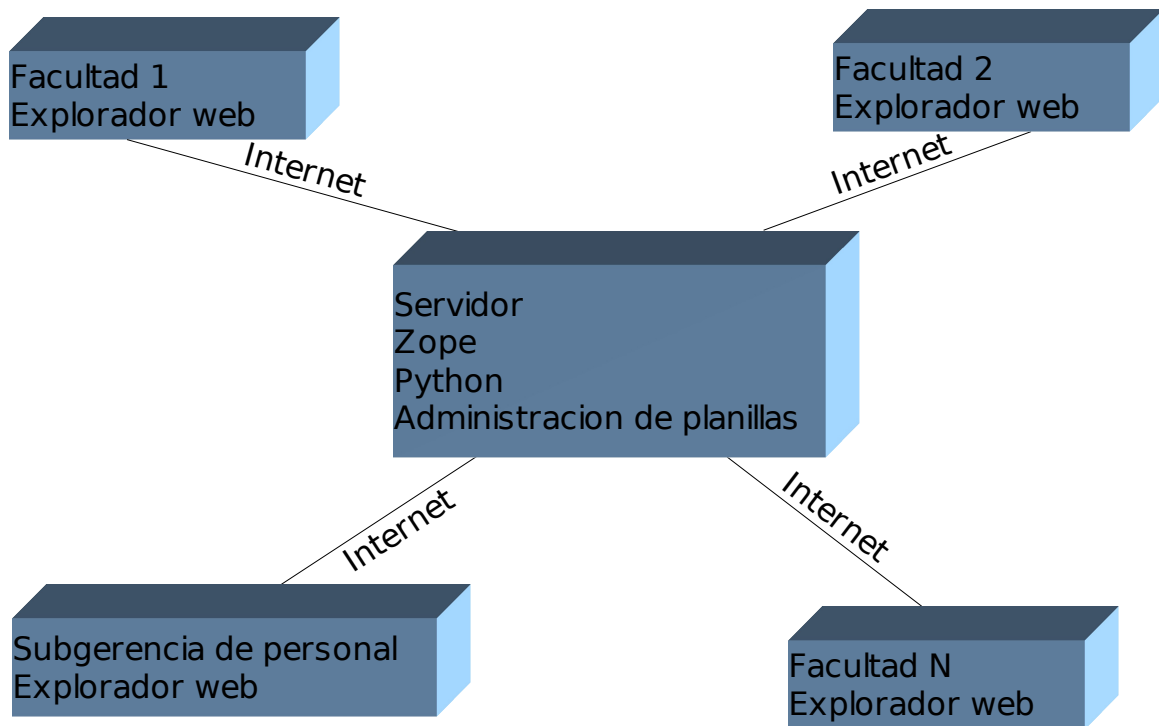 Facultad 1
Explorador web
Facultad 2
Explorador web
Internet
Internet
Servidor
Zope
Python
Administracion de planillas
Internet
Internet
Subgerencia de personal
Explorador web
Facultad N
Explorador web